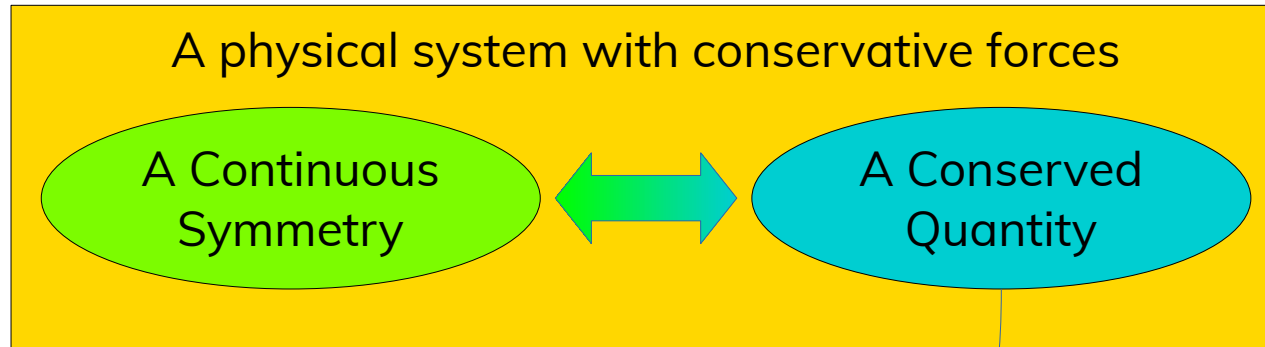 A physical system with conservative forces
A Continuous
Symmetry
A Conserved
Quantity